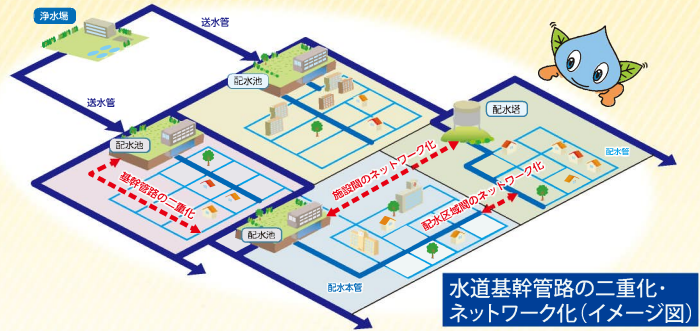 浄水場
送水管
配水池
送水管
配水池
配水塔
配水管
基幹管路の二重化
施設間のネットワーク化
配水区域間のネットワーク化
配水池
配水本管
水道基幹管路の二重化・
ネットワーク化（イメージ図）